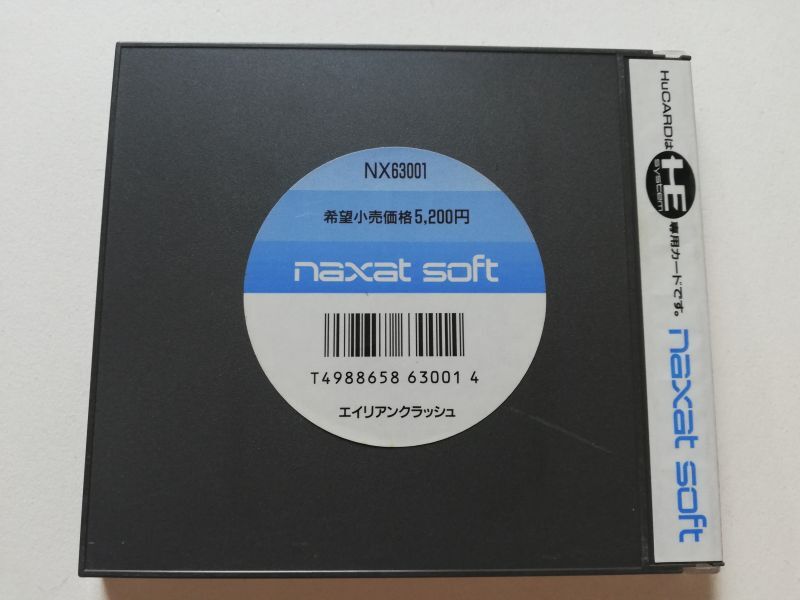 NX63001
希望小売価格5,200円
naxat soft
T4988658 63001 4
エイリアンクラッシュ
HuCARDは
HE
system
専用カードです。
naxat soft